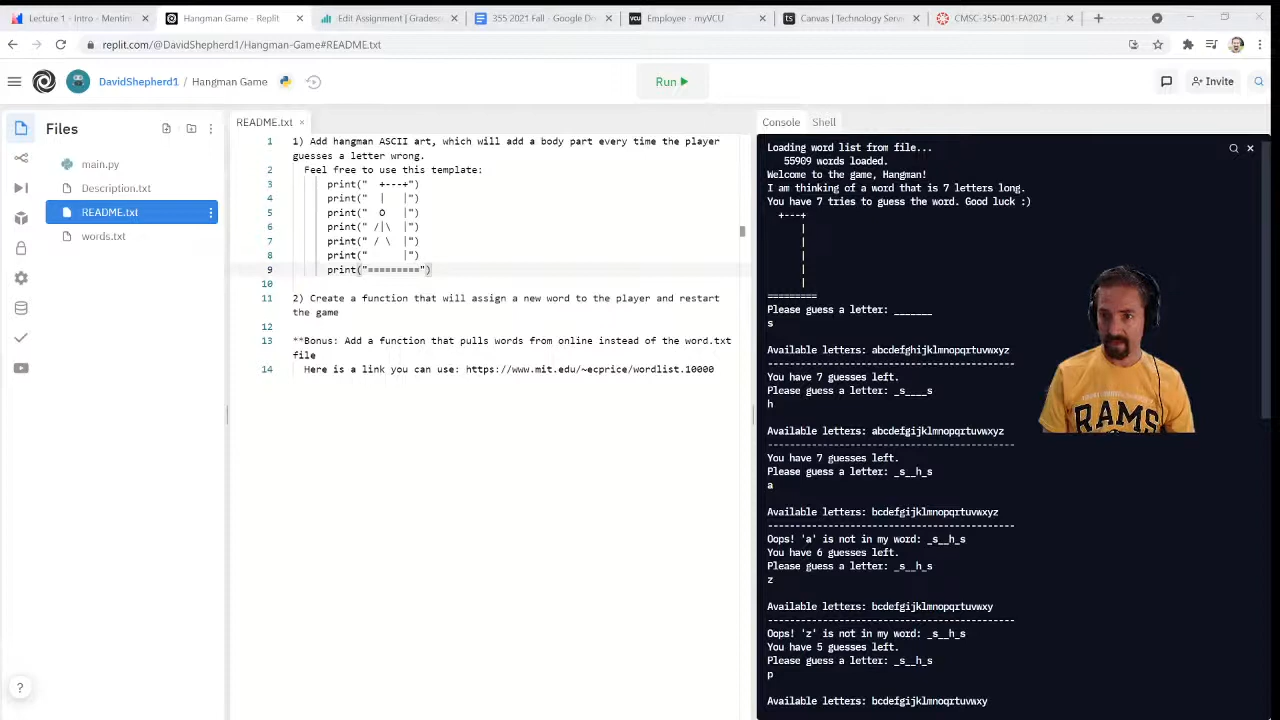 Lecture 1 - Intro - Mentim
Hangman Game - Replit
Edit Assignment | Gradesc
355 2021 Fall - Google Do
VCU
Employee - myVCU
ts
Canvas | Technology Servic
CMSC-355-001-FA2021 -
replit.com/@DavidShepherd1/Hangman-Game#README.txt
DavidShepherd1 / Hangman Game
Run
Invite
Files
main.py
Description.txt
README.txt
words.txt
?
README.txt
1 1) Add hangman ASCII art, which will add a body part every time the player
guesses a letter wrong.
2 Feel free to use this template:
3 print("  +---+")
4 print("  |   |")
5 print("  O   |")
6 print(" /|\  |")
7 print(" / \  |")
8 print("      |")
9 print("=========")
10
11 2) Create a function that will assign a new word to the player and restart
the game
12
13 **Bonus: Add a function that pulls words from online instead of the word.txt
file
14 Here is a link you can use: https://www.mit.edu/~ecprice/wordlist.10000
Console Shell
Loading word list from file...
55909 words loaded.
Welcome to the game, Hangman!
I am thinking of a word that is 7 letters long.
You have 7 tries to guess the word. Good luck :)
+---+
|
|
|
|
|
=========
Please guess a letter: _______
s
Available letters: abcdefghijklmnopqrtuvwxyz
---------------------------------------------
You have 7 guesses left.
Please guess a letter: _s____s
h
Available letters: abcdefgijklmnopqrtuvwxyz
---------------------------------------------
You have 7 guesses left.
Please guess a letter: _s__h_s
a
Available letters: bcdefgijklmnopqrtuvwxyz
---------------------------------------------
Oops! 'a' is not in my word: _s__h_s
You have 6 guesses left.
Please guess a letter: _s__h_s
z
Available letters: bcdefgijklmnopqrtuvwxy
---------------------------------------------
Oops! 'z' is not in my word: _s__h_s
You have 5 guesses left.
Please guess a letter: _s__h_s
p
Available letters: bcdefgijklmnoqrtuvwxy
RAMS